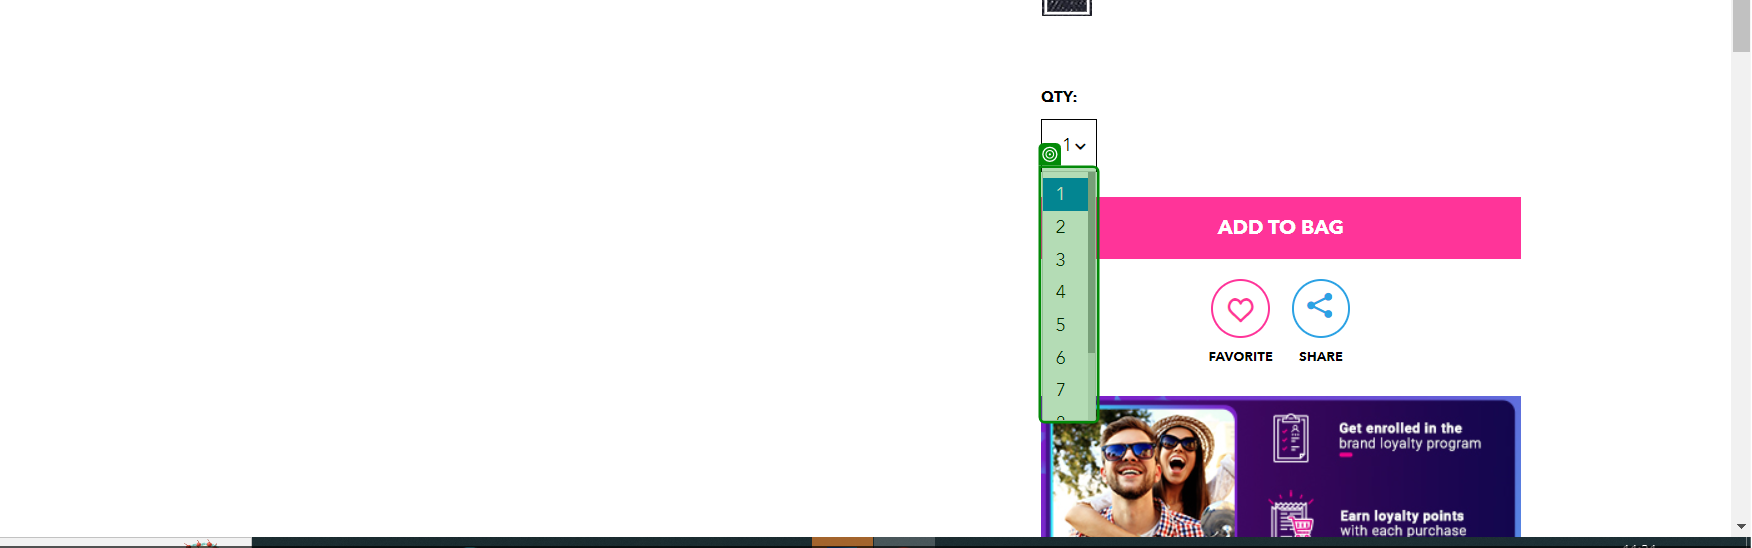 QTY:
1
1
2
3
4
5
6
7
ADD TO BAG
FAVORITE
SHARE
Get enrolled in the
brand loyalty program
Earn loyalty points
with each purchase